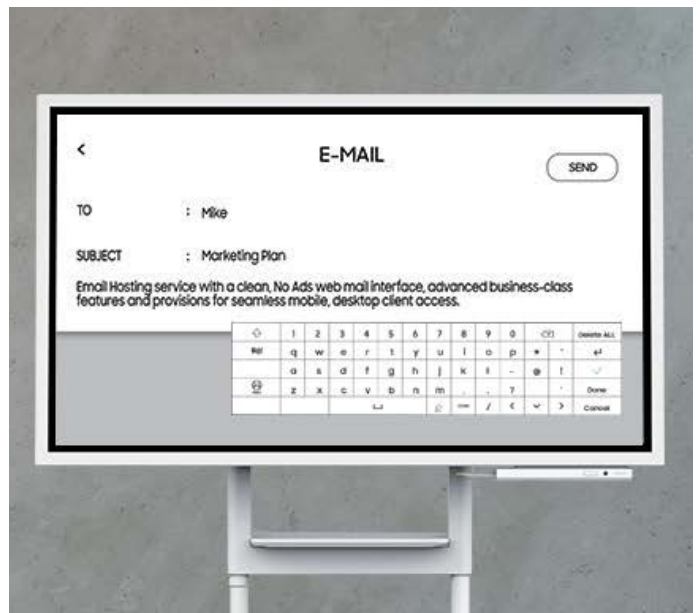 E-MAIL
SEND
TO : Mike
SUBJECT : Marketing Plan
Email Hosting service with a clean, No Ads web mail interface, advanced business-class
features and provisions for seamless mobile, desktop client access.
1 2 3 4 5 6 7 8 9 0 Delete ALL
q w e r t y u i o p * ^
a s d f g h j k l - @ !
z x c v b n m , . ? ' Done
.com / < > Cancel